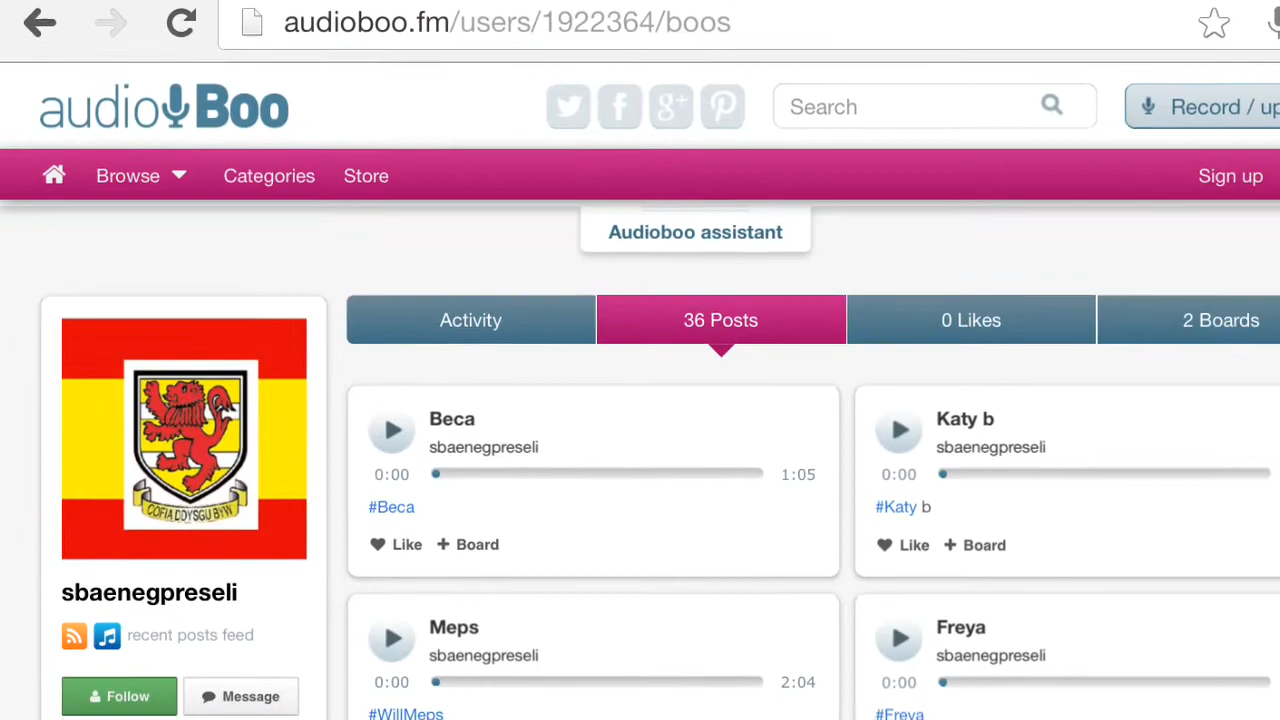 audioboo.fm/users/1922364/boos
audioBoo
Search
Record / up
Browse
Categories
Store
Sign up
Audioboo assistant
Activity
36 Posts
0 Likes
2 Boards
COFIA DDYSGU BYW
sbaenegpreseli
recent posts feed
Follow
Message
Beca
sbaenegpreseli
0:00
1:05
#Beca
Like
+ Board
Katy b
sbaenegpreseli
0:00
#Katy b
Like
+ Board
Meps
sbaenegpreseli
0:00
2:04
#WillMeps
Freya
sbaenegpreseli
0:00
#Freya